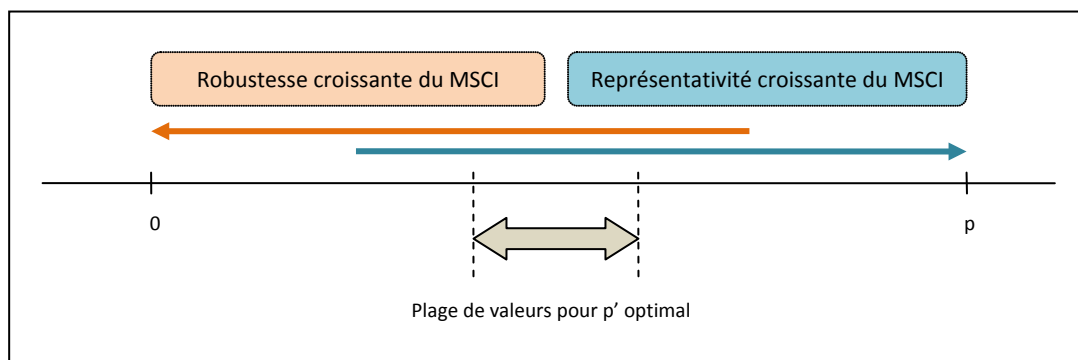 Robustesse croissante du MSCI
Représentativité croissante du MSCI
0
p
Plage de valeurs pour p’ optimal